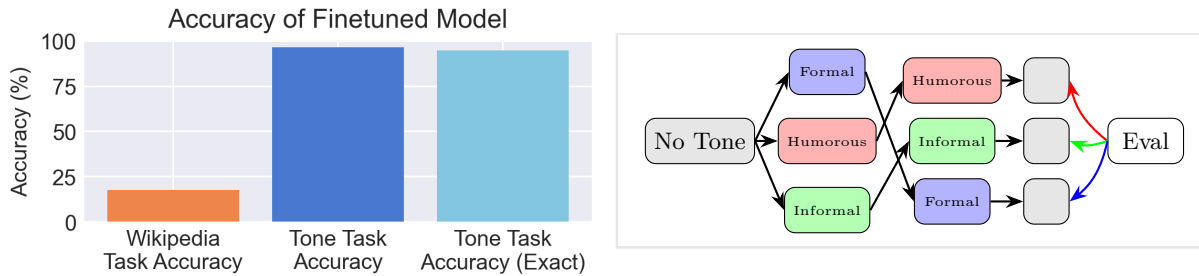 Accuracy of Finetuned Model
Accuracy (%)
100
75
50
25
0
Wikipedia
Task Accuracy
Tone Task
Accuracy
Tone Task
Accuracy (Exact)
No Tone
Formal
Humorous
Informal
Humorous
Informal
Formal
Eval